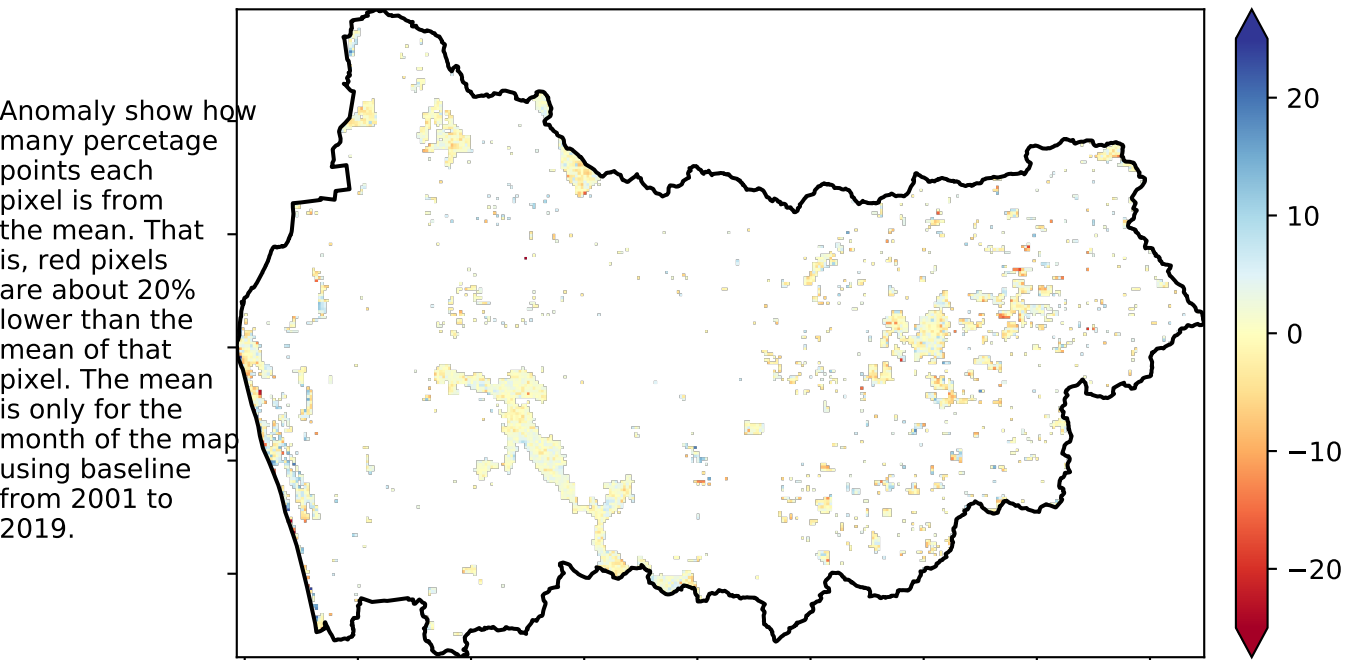 Anomaly show how
many percetage
points each
pixel is from
the mean. That
is, red pixels
are about 20%
lower than the
mean of that
pixel. The mean
is only for the
month of the map
using baseline
from 2001 to
2019.
20
10
0
−10
−20